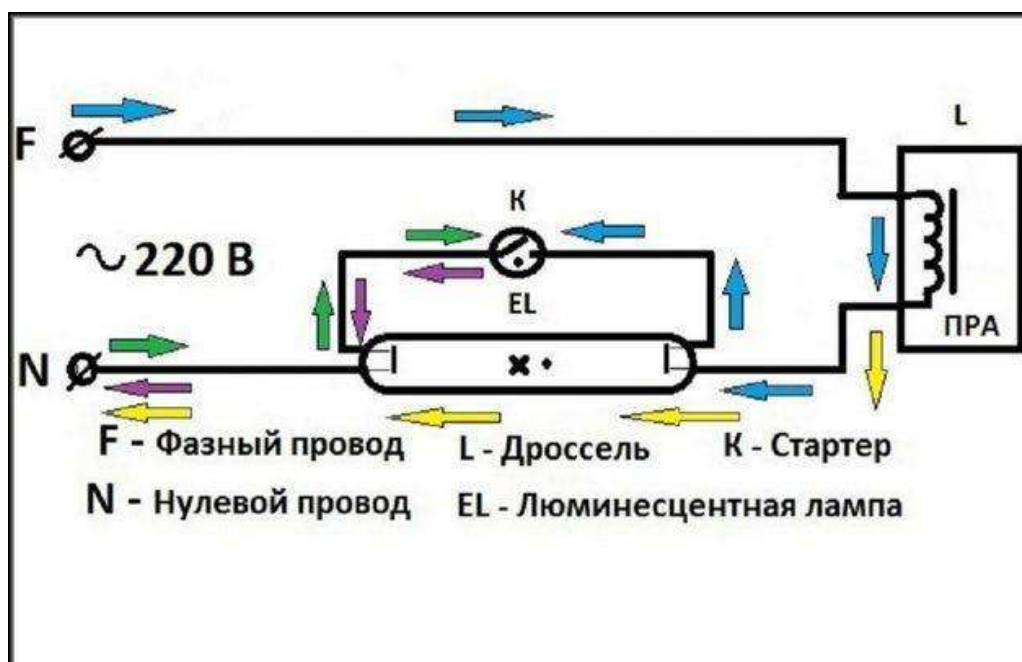 F
L
K
~ 220 В
EL
ПРА
N
F - Фазный провод
L - Дроссель
К - Стартер
N - Нулевой провод
EL - Люминесцентная лампа